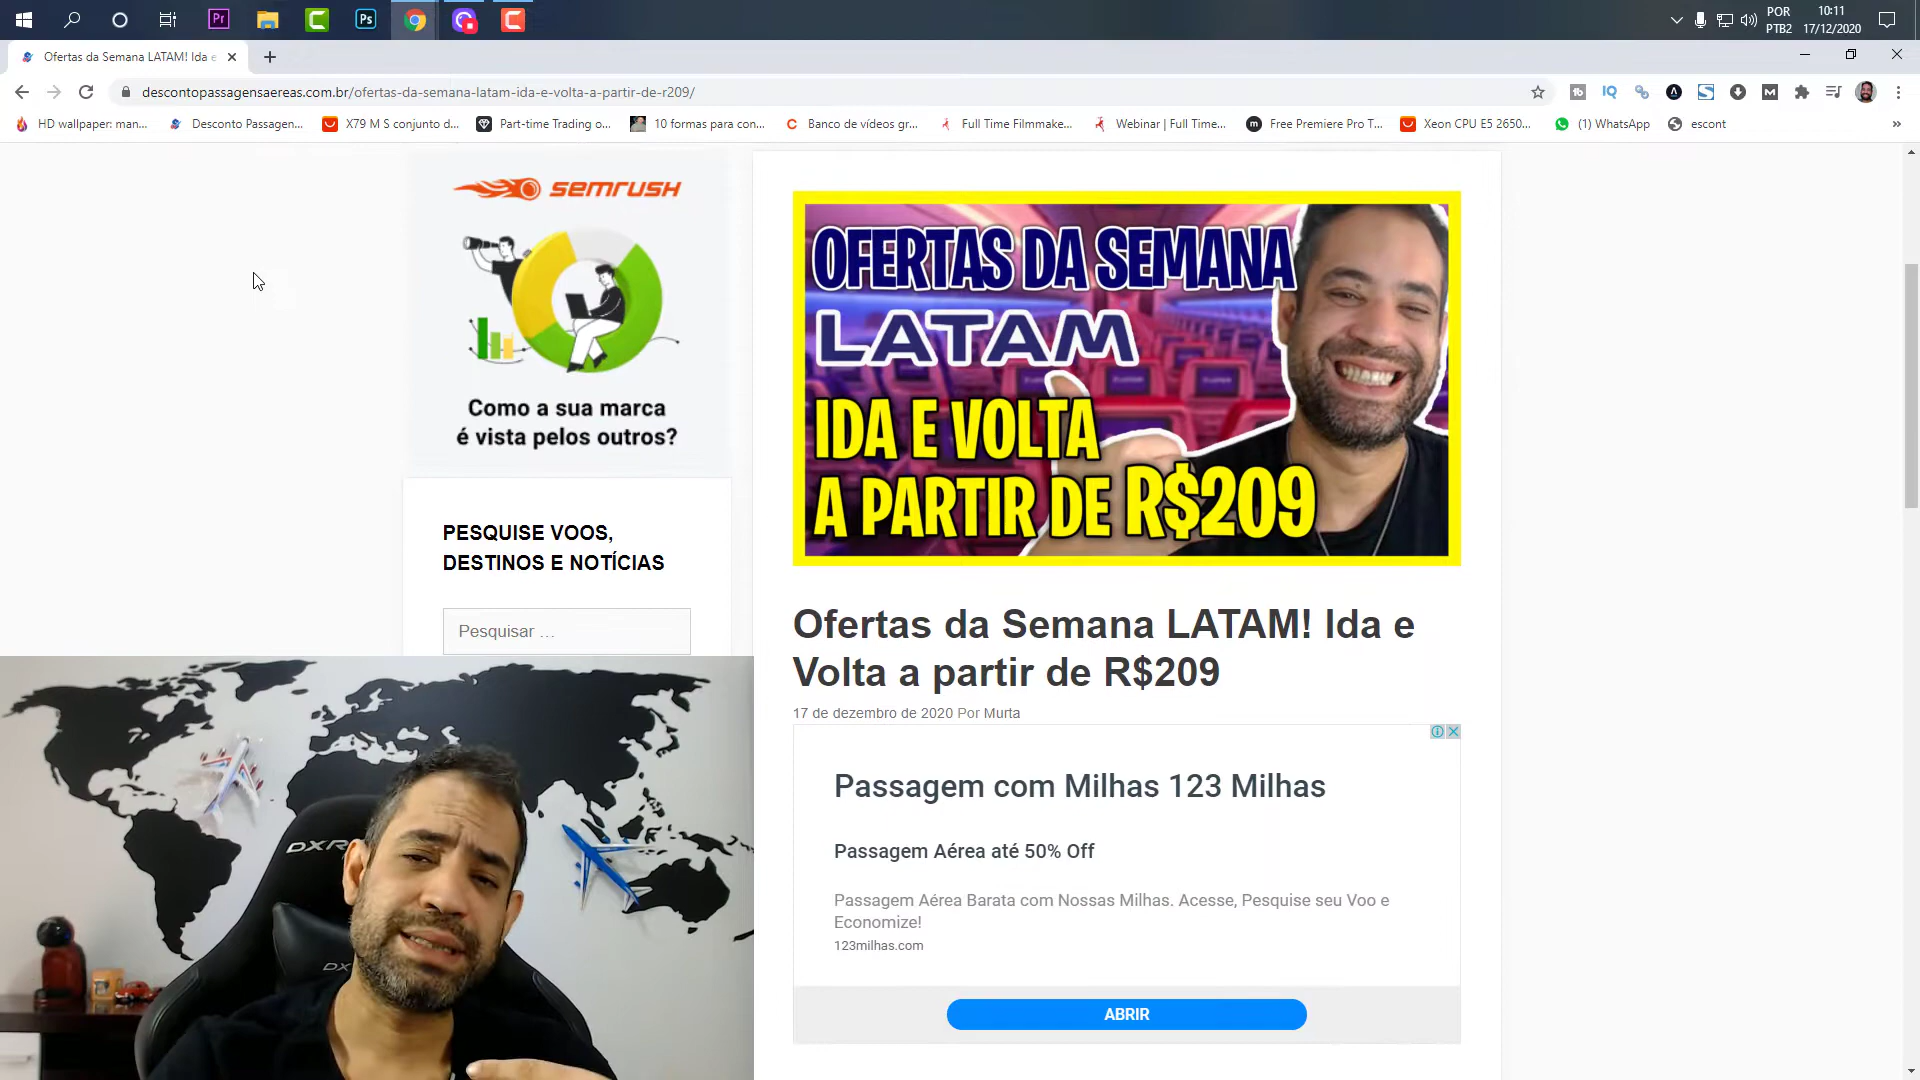 POR
PTB2
10:11
17/12/2020
Ofertas da Semana LATAM! Ida e
descontopassagensaereas.com.br/ofertas-da-semana-latam-ida-e-volta-a-partir-de-r209/
HD wallpaper: man...
Desconto Passagen...
X79 M S conjunto d...
Part-time Trading o...
10 formas para con...
Banco de vídeos gr...
Full Time Filmmake...
Webinar | Full Time...
Free Premiere Pro T...
Xeon CPU E5 2650...
(1) WhatsApp
escont
semrush
Como a sua marca
é vista pelos outros?
PESQUISE VOOS,
DESTINOS E NOTÍCIAS
Pesquisar …
OFERTAS DA SEMANA
LATAM
IDA E VOLTA
A PARTIR DE R$209
Ofertas da Semana LATAM! Ida e
Volta a partir de R$209
17 de dezembro de 2020 Por Murta
Passagem com Milhas 123 Milhas
Passagem Aérea até 50% Off
Passagem Aérea Barata com Nossas Milhas. Acesse, Pesquise seu Voo e
Economize!
123milhas.com
ABRIR
DXR
DX